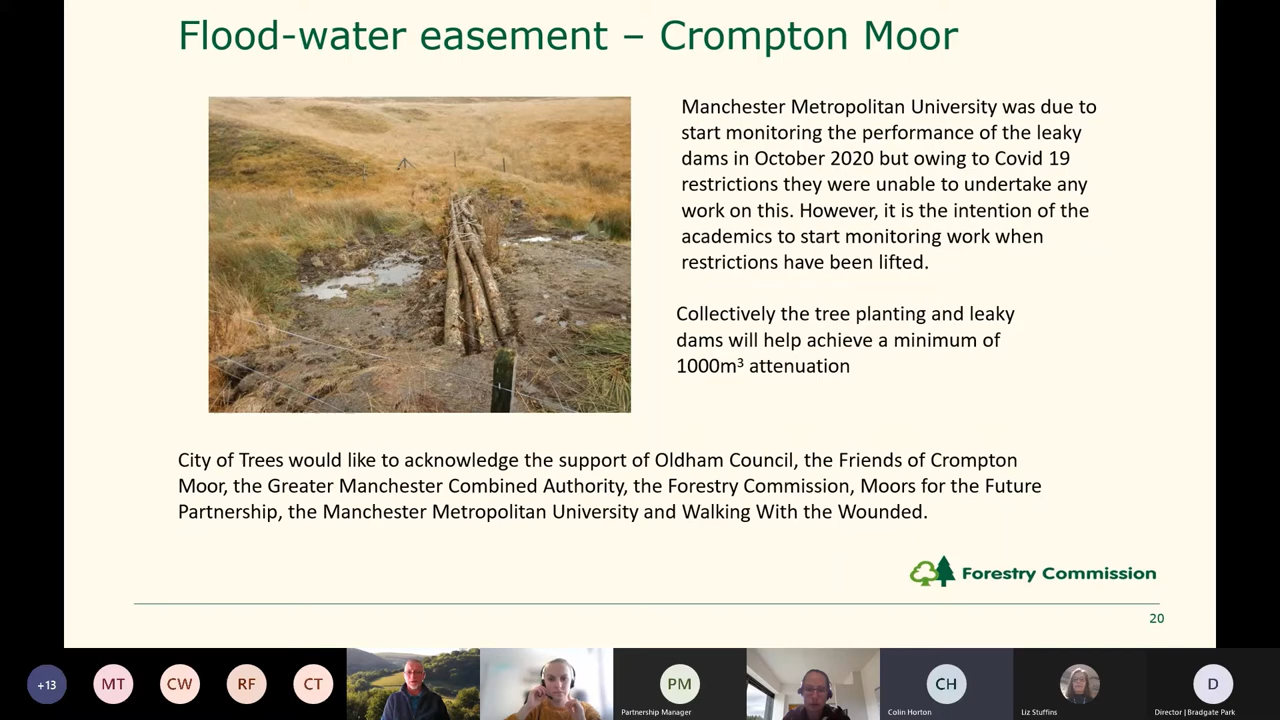 Flood-water easement – Crompton Moor
Manchester Metropolitan University was due to
start monitoring the performance of the leaky
dams in October 2020 but owing to Covid 19
restrictions they were unable to undertake any
work on this. However, it is the intention of the
academics to start monitoring work when
restrictions have been lifted.
Collectively the tree planting and leaky
dams will help achieve a minimum of
1000m³ attenuation
City of Trees would like to acknowledge the support of Oldham Council, the Friends of Crompton
Moor, the Greater Manchester Combined Authority, the Forestry Commission, Moors for the Future
Partnership, the Manchester Metropolitan University and Walking With the Wounded.
Forestry Commission
20
+13
MT
CW
RF
CT
PM
Partnership Manager
CH
Colin Horton
Liz Stuffins
D
Director | Bradgate Park